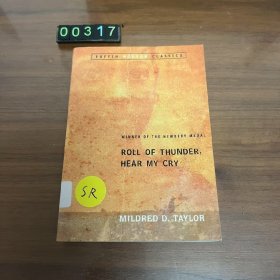 00317
PUFFIN MODERN CLASSICS
WINNER OF THE NEWBERY MEDAL
ROLL OF THUNDER,
HEAR MY CRY
SR
MILDRED D. TAYLOR